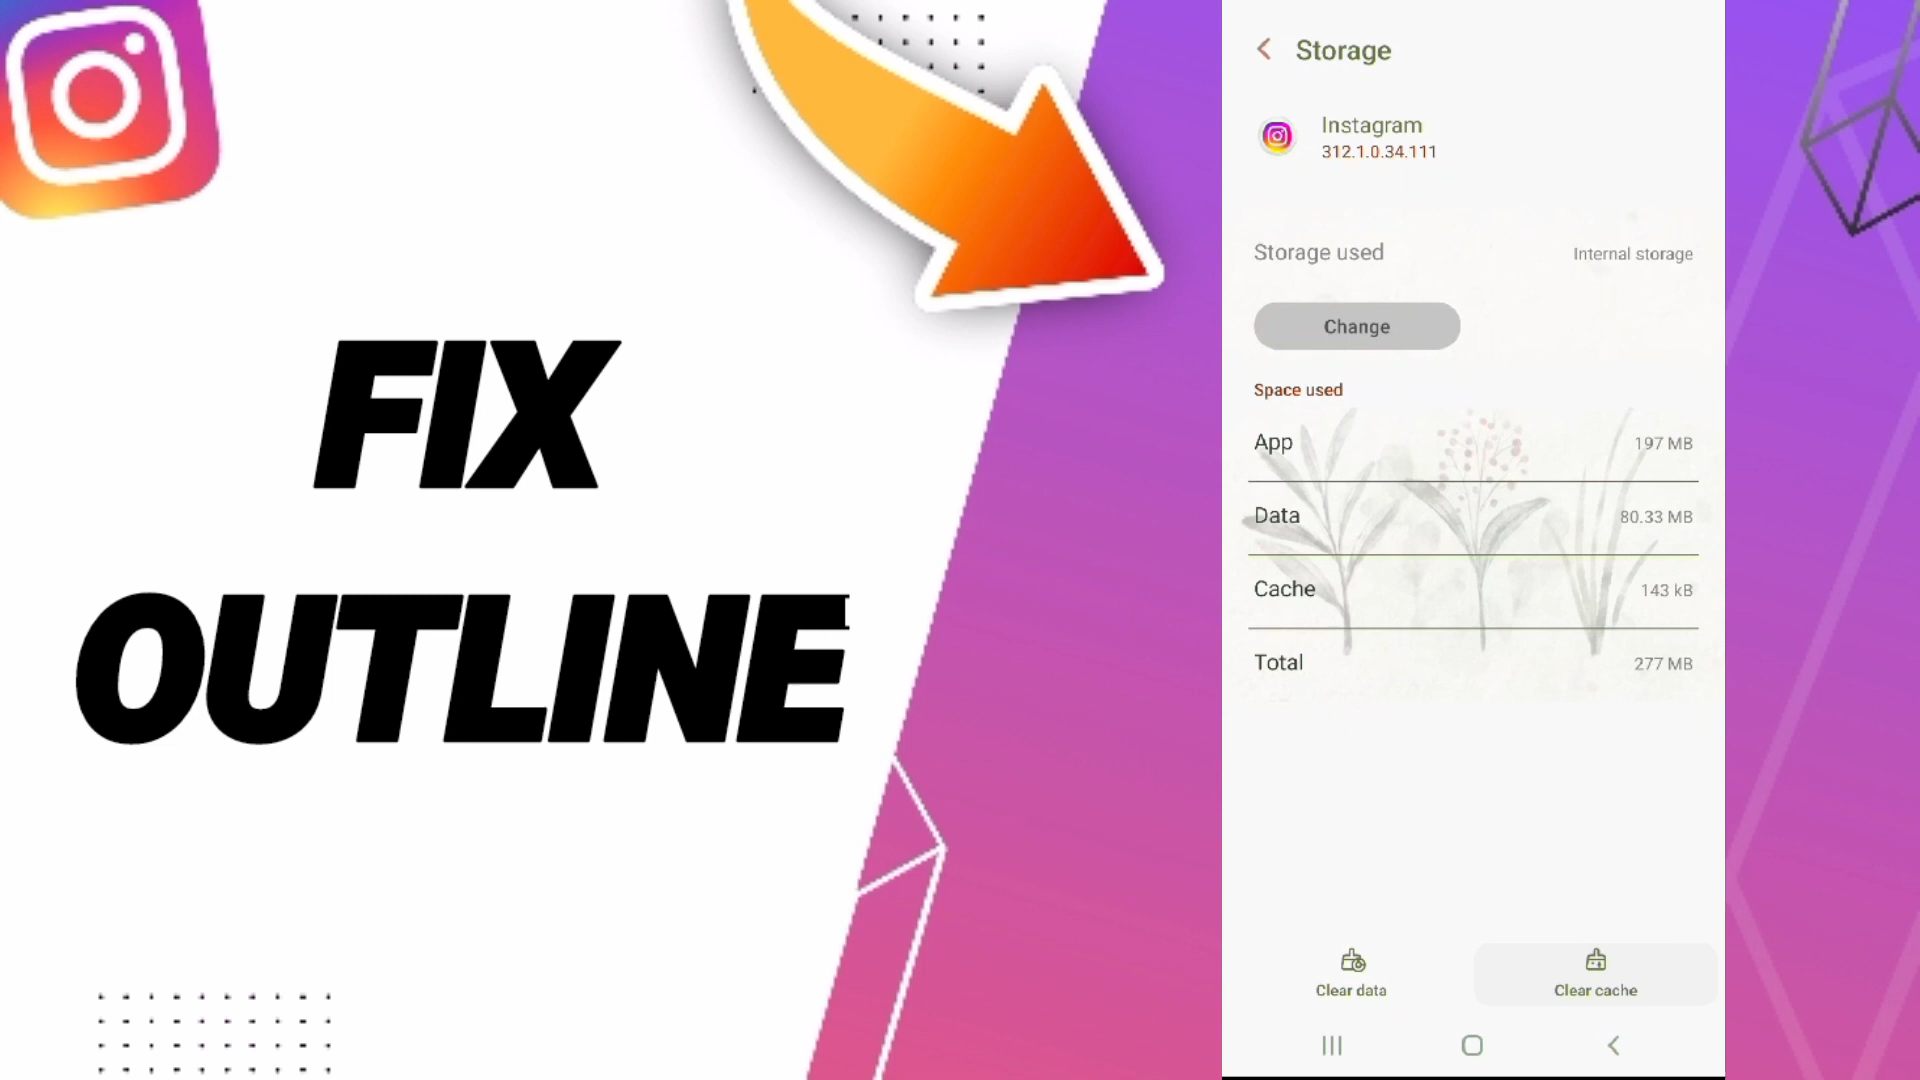 FIX
OUTLINE
Storage
Instagram
312.1.0.34.111
Storage used
Internal storage
Change
Space used
App
197 MB
Data
80.33 MB
Cache
143 kB
Total
277 MB
Clear data
Clear cache